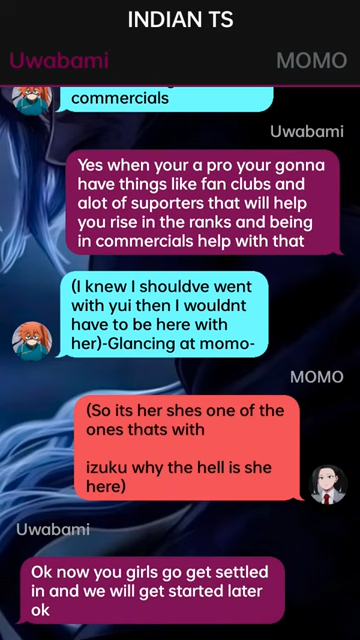 INDIAN TS
Uwabami
MOMO
commercials
Uwabami
Yes when your a pro your gonna
have things like fan clubs and
alot of suporters that will help
you rise in the ranks and being
in commercials help with that
(I knew I shouldve went
with yui then I wouldnt
have to be here with
her)-Glancing at momo-
MOMO
(So its her shes one of the
ones thats with
izuku why the hell is she
here)
Uwabami
Ok now you girls go get settled
in and we will get started later
ok